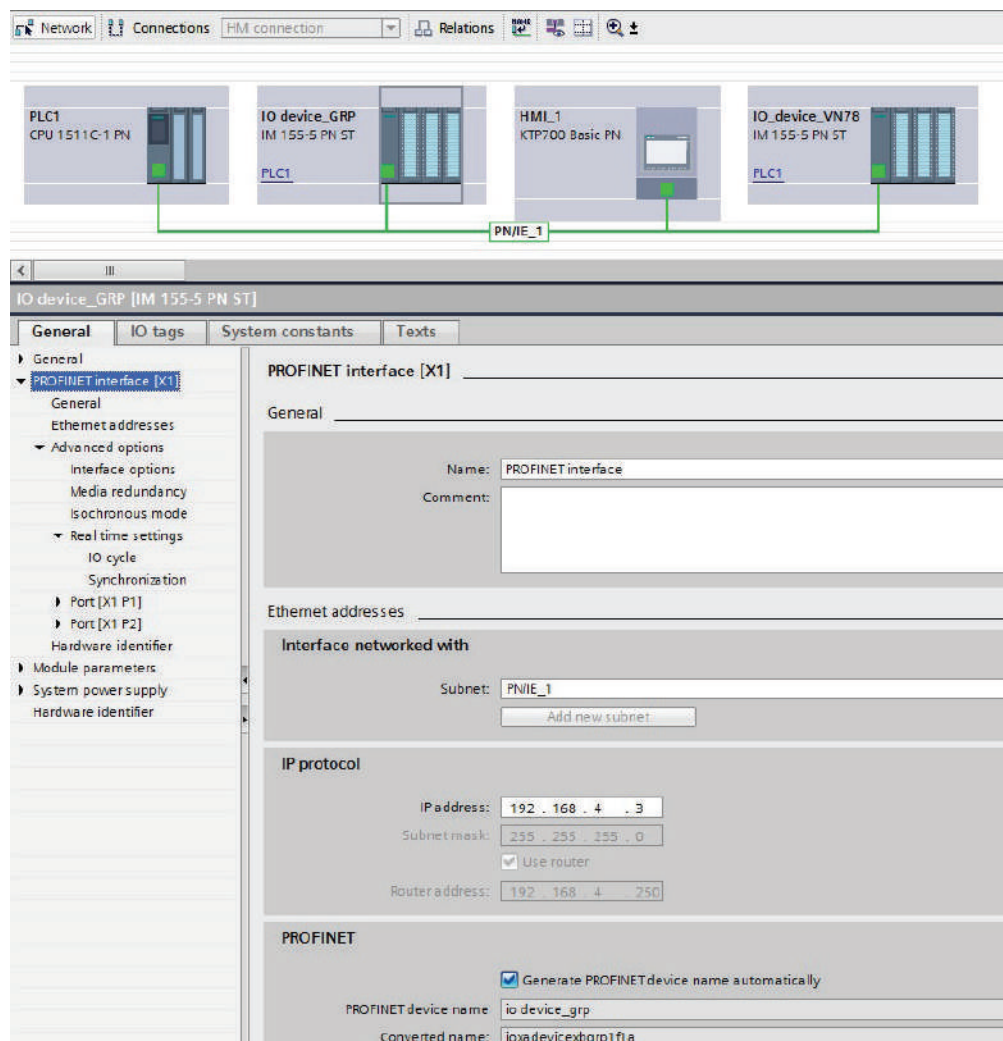 Network Connections HM connection Relations
PLC1
CPU 1511C-1 PN
IO device_GRP
IM 155-5 PN ST
PLC1
HMI_1
KTP700 Basic PN
IO_device_VN78
IM 155-5 PN ST
PLC1
PN/IE_1
IO device_GRP [IM 155-5 PN ST]
General IO tags System constants Texts
General
PROFINET interface [X1]
General
Ethernet addresses
Advanced options
Interface options
Media redundancy
Isochronous mode
Real time settings
IO cycle
Synchronization
Port [X1 P1]
Port [X1 P2]
Hardware identifier
Module parameters
System power supply
Hardware identifier
PROFINET interface [X1]
General
Name: PROFINET interface
Comment:
Ethernet addresses
Interface networked with
Subnet: PN/IE_1
Add new subnet
IP protocol
IP address: 192 . 168 . 4 . 3
Subnet mask: 255 . 255 . 255 . 0
Use router
Router address: 192 . 168 . 4 . 250
PROFINET
Generate PROFINET device name automatically
PROFINET device name io device_grp
Converted name: ioxadevicexbgrp1f1a